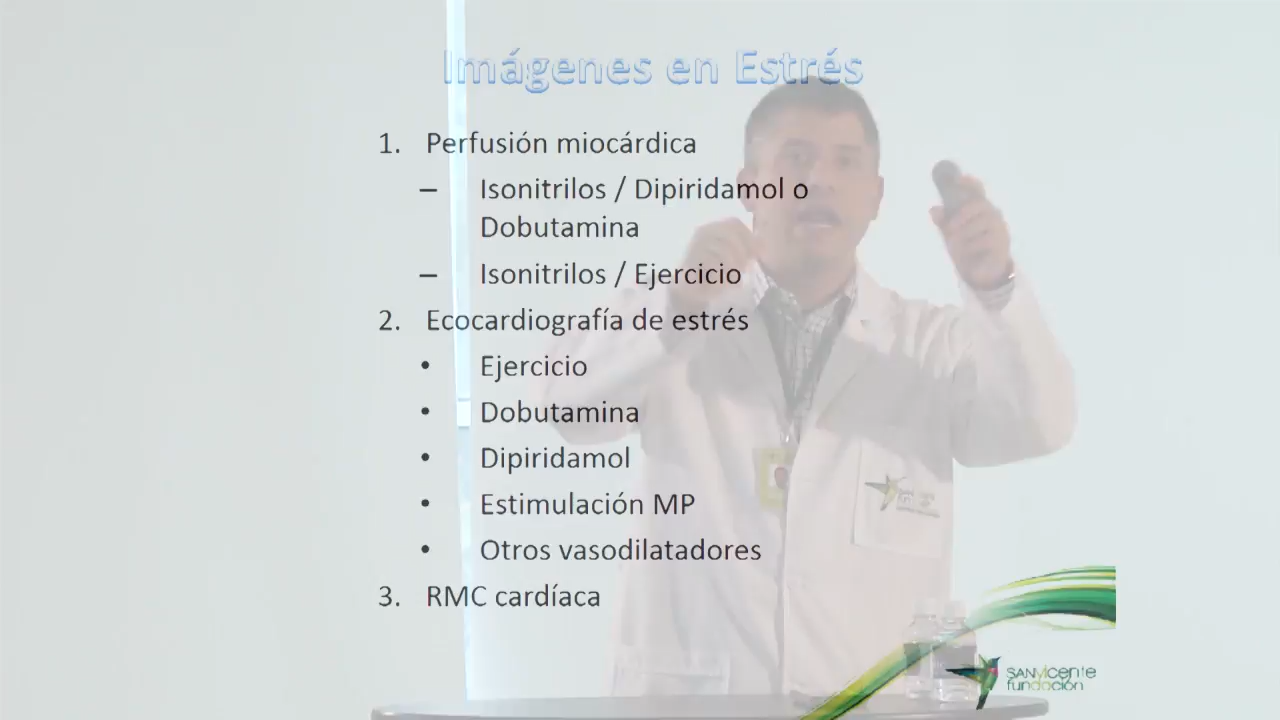 Imágenes en Estrés
1. Perfusión miocárdica
– Isonitrilos / Dipiridamol o
Dobutamina
– Isonitrilos / Ejercicio
2. Ecocardiografía de estrés
• Ejercicio
• Dobutamina
• Dipiridamol
• Estimulación MP
• Otros vasodilatadores
3. RMC cardíaca
SANVicente
fundación